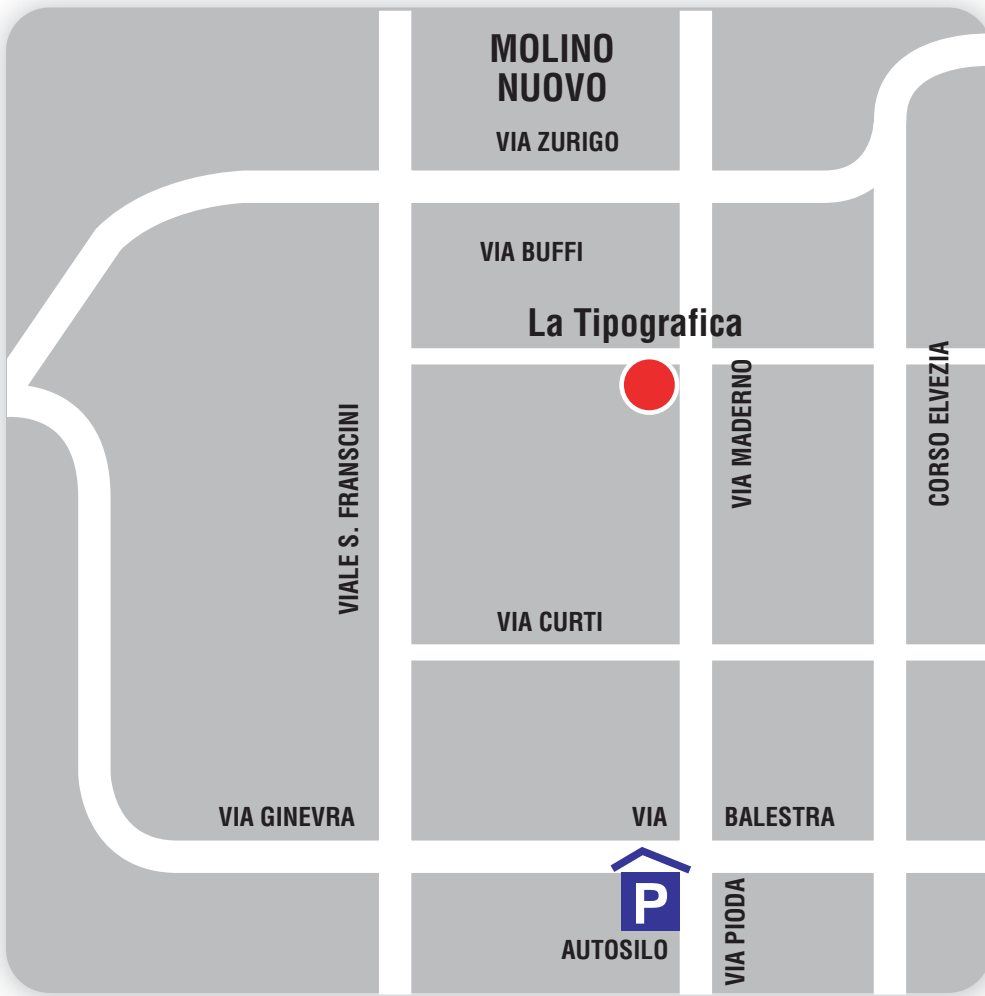 MOLINO
NUOVO
VIA ZURIGO
VIA BUFFI
La Tipografica
VIALE S. FRANSCINI
VIA MADERNO
CORSO ELVEZIA
VIA CURTI
VIA GINEVRA
VIA BALESTRA
P
AUTOSILO
VIA PIODA